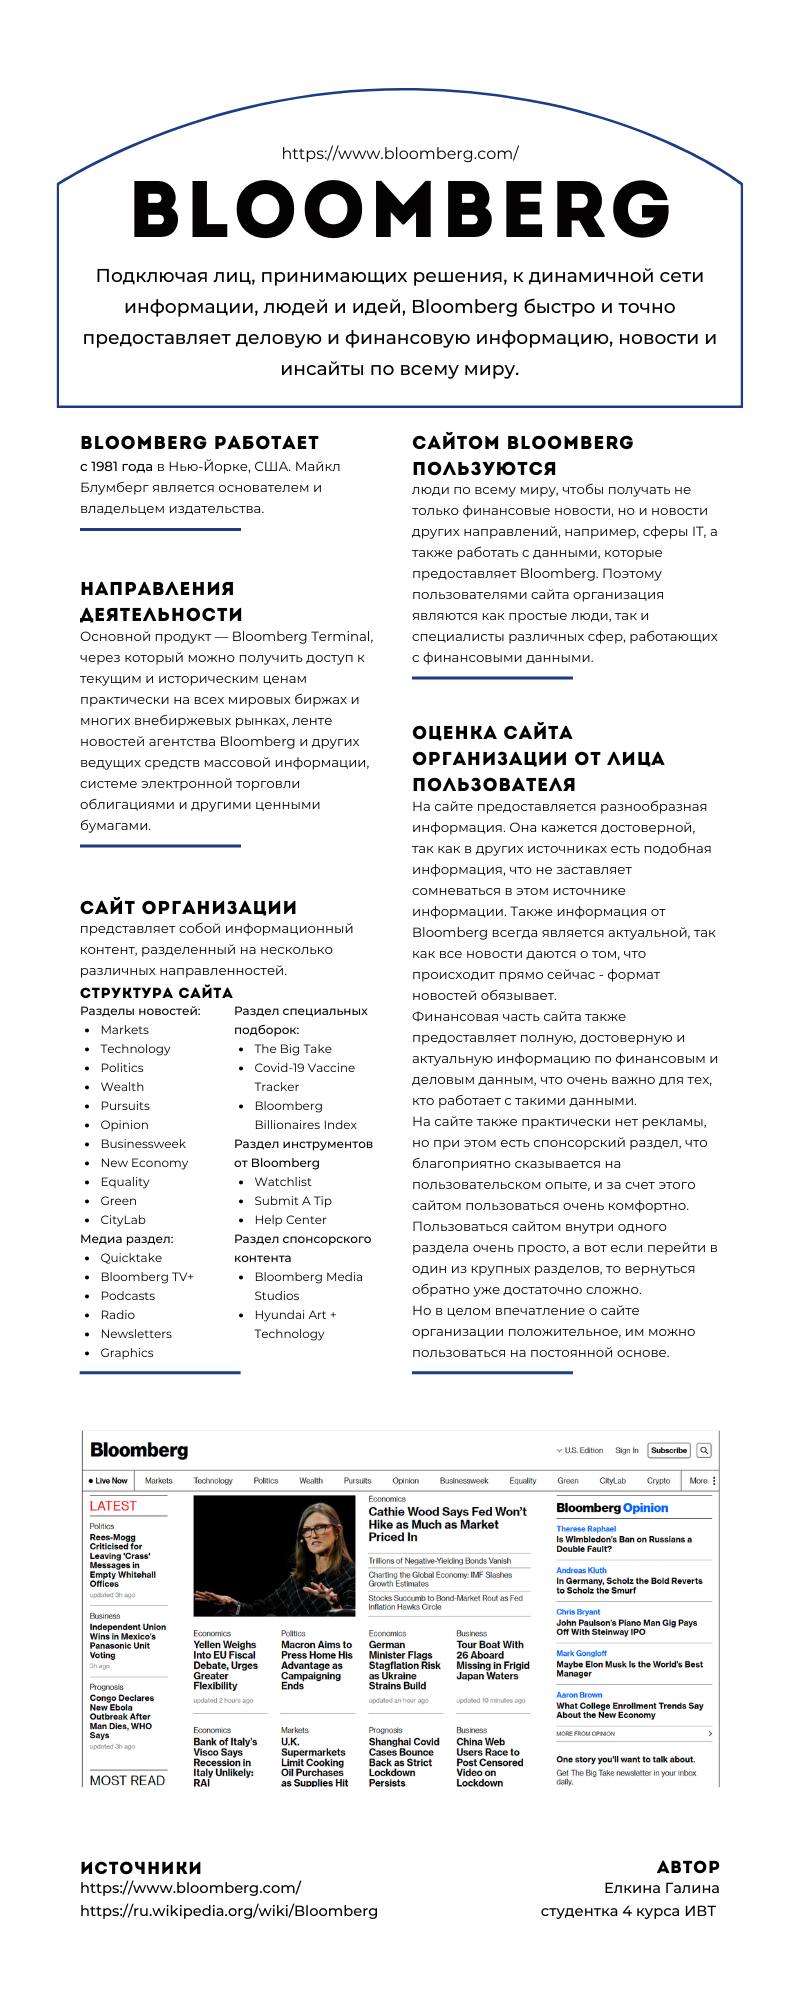 https://www.bloomberg.com/
BLOOMBERG
Подключая лиц, принимающих решения, к динамичной сети
информации, людей и идей, Bloomberg быстро и точно
предоставляет деловую и финансовую информацию, новости и
инсайты по всему миру.
BLOOMBERG РАБОТАЕТ
с 1981 года в Нью-Йорке, США. Майкл
Блумберг является основателем и
владельцем издательства.
НАПРАВЛЕНИЯ
ДЕЯТЕЛЬНОСТИ
Основной продукт — Bloomberg Terminal,
через который можно получить доступ к
текущим и историческим ценам
практически на всех мировых биржах и
многих внебиржевых рынках, ленте
новостей агентства Bloomberg и других
ведущих средств массовой информации,
системе электронной торговли
облигациями и другими ценными
бумагами.
САЙТ ОРГАНИЗАЦИИ
представляет собой информационный
контент, разделенный на несколько
различных направленностей.
СТРУКТУРА САЙТА
Разделы новостей:
• Markets
• Technology
• Politics
• Wealth
• Pursuits
• Opinion
• Businessweek
• New Economy
• Equality
• Green
• CityLab
Медиа раздел:
• Quicktake
• Bloomberg TV+
• Podcasts
• Radio
• Newsletters
• Graphics
Раздел специальных
подборок:
• The Big Take
• Covid-19 Vaccine
Tracker
• Bloomberg
Billionaires Index
Раздел инструментов
от Bloomberg
• Watchlist
• Submit A Tip
• Help Center
Раздел спонсорского
контента
• Bloomberg Media
Studios
• Hyundai Art +
Technology
САЙТОМ BLOOMBERG
ПОЛЬЗУЮТСЯ
люди по всему миру, чтобы получать не
только финансовые новости, но и новости
других направлений, например, сферы IT, а
также работать с данными, которые
предоставляет Bloomberg. Поэтому
пользователями сайта организация
являются как простые люди, так и
специалисты различных сфер, работающих
с финансовыми данными.
ОЦЕНКА САЙТА
ОРГАНИЗАЦИИ ОТ ЛИЦА
ПОЛЬЗОВАТЕЛЯ
На сайте предоставляется разнообразная
информация. Она кажется достоверной,
так как в других источниках есть подобная
информация, что не заставляет
сомневаться в этом источнике
информации. Также информация от
Bloomberg всегда является актуальной, так
как все новости даются о том, что
происходит прямо сейчас - формат
новостей обязывает.
Финансовая часть сайта также
предоставляет полную, достоверную и
актуальную информацию по финансовым и
деловым данным, что очень важно для тех,
кто работает с такими данными.
На сайте также практически нет рекламы,
но при этом есть спонсорский раздел, что
благоприятно сказывается на
пользовательском опыте, и за счет этого
сайтом пользоваться очень комфортно.
Пользоваться сайтом внутри одного
раздела очень просто, а вот если перейти в
один из крупных разделов, то вернуться
обратно уже достаточно сложно.
Но в целом впечатление о сайте
организации положительное, им можно
пользоваться на постоянной основе.
Bloomberg
U.S. Edition Sign In Subscribe
• Live Now Markets Technology Politics Wealth Pursuits Opinion Businessweek Equality Green CityLab Crypto More
LATEST
Politics
Rees-Mogg
Criticised for
Leaving 'Crass'
Messages in
Empty Whitehall
Offices
updated 3h ago
Business
Independent Union
Wins in Mexico's
Panasonic Unit
Voting
3h ago
Prognosis
Congo Declares
New Ebola
Outbreak After
Man Dies, WHO
Says
updated 3h ago
MOST READ
Economics
Cathie Wood Says Fed Won't
Hike as Much as Market
Priced In
Trillions of Negative-Yielding Bonds Vanish
Charting the Global Economy: IMF Slashes
Growth Estimates
Stocks Succumb to Bond-Market Rout as Fed
Inflation Hawks Circle
Economics
Yellen Weighs
Into EU Fiscal
Debate, Urges
Greater
Flexibility
updated 2 hours ago
Politics
Macron Aims to
Press Home His
Advantage as
Campaigning
Ends
Economics
German
Minister Flags
Stagflation Risk
as Ukraine
Strains Build
updated an hour ago
Business
Tour Boat With
26 Aboard
Missing in Frigid
Japan Waters
updated 10 minutes ago
Economics
Bank of Italy's
Visco Says
Recession in
Italy Unlikely:
RAI
Markets
U.K.
Supermarkets
Limit Cooking
Oil Purchases
as Supplies Hit
Prognosis
Shanghai Covid
Cases Bounce
Back as Strict
Lockdown
Persists
Business
China Web
Users Race to
Post Censored
Video on
Lockdown
Bloomberg Opinion
Therese Raphael
Is Wimbledon's Ban on Russians a
Double Fault?
Andreas Kluth
In Germany, Scholz the Bold Reverts
to Scholz the Smurf
Chris Bryant
John Paulson's Piano Man Gig Pays
Off With Steinway IPO
Mark Gongloff
Maybe Elon Musk Is the World's Best
Manager
Aaron Brown
What College Enrollment Trends Say
About the New Economy
MORE FROM OPINION
One story you'll want to talk about.
Get The Big Take newsletter in your inbox
daily.
ИСТОЧНИКИ
https://www.bloomberg.com/
https://ru.wikipedia.org/wiki/Bloomberg
АВТОР
Елкина Галина
студентка 4 курса ИВТ